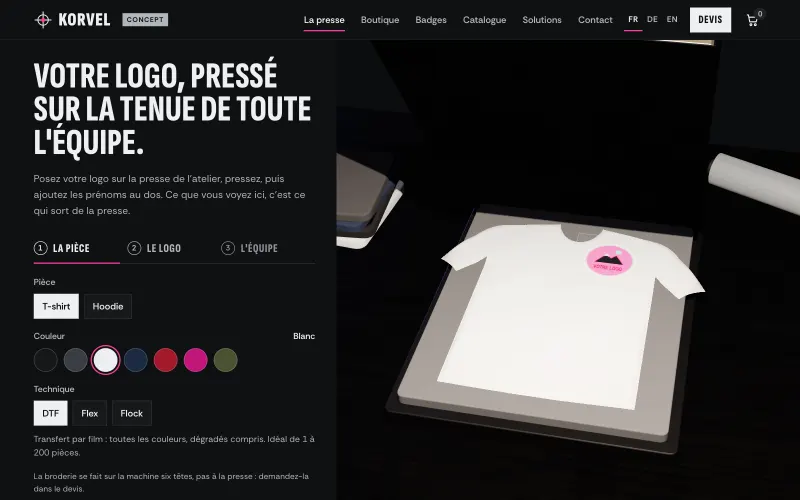 KORVEL CONCEPT La presse Boutique Badges Catalogue Solutions Contact FR DE EN DEVIS 0
VOTRE LOGO, PRESSÉ
SUR LA TENUE DE TOUTE
L'ÉQUIPE.
Posez votre logo sur la presse de l'atelier, pressez, puis
ajoutez les prénoms au dos. Ce que vous voyez ici, c'est ce
qui sort de la presse.
1 LA PIÈCE 2 LE LOGO 3 L'ÉQUIPE
Pièce
T-shirt Hoodie
Couleur Blanc
Technique
DTF Flex Flock
Transfert par film : toutes les couleurs, dégradés compris. Idéal de 1 à
200 pièces.
La broderie se fait sur la machine six têtes, pas à la presse : demandez-la
dans le devis.
VOTRE LOGO